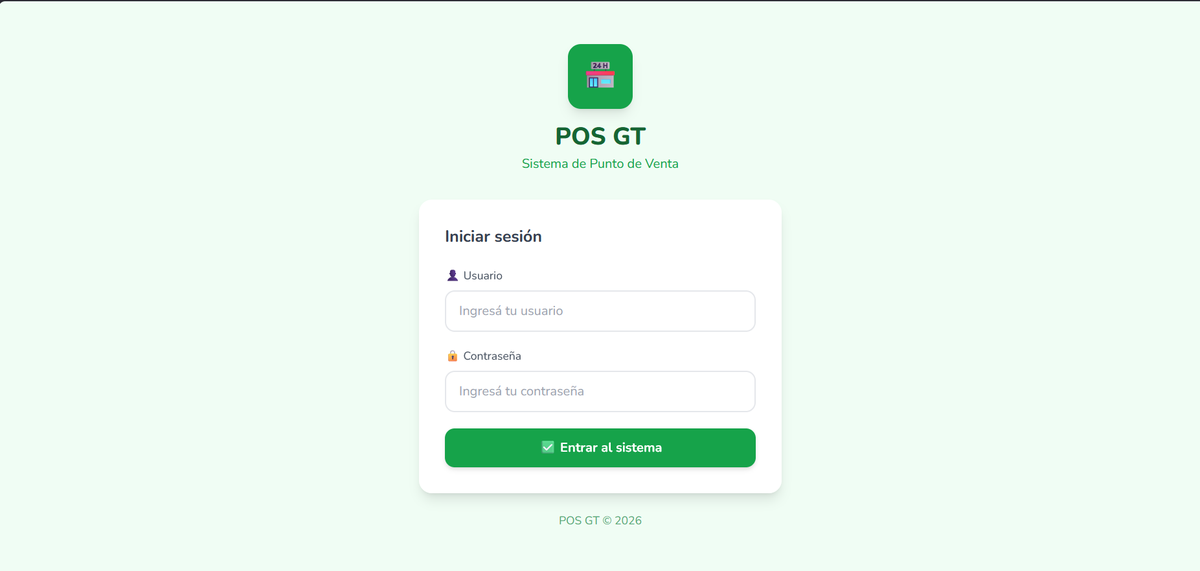 24 H
POS GT
Sistema de Punto de Venta
Iniciar sesión
Usuario
Ingresá tu usuario
Contraseña
Ingresá tu contraseña
Entrar al sistema
POS GT © 2026